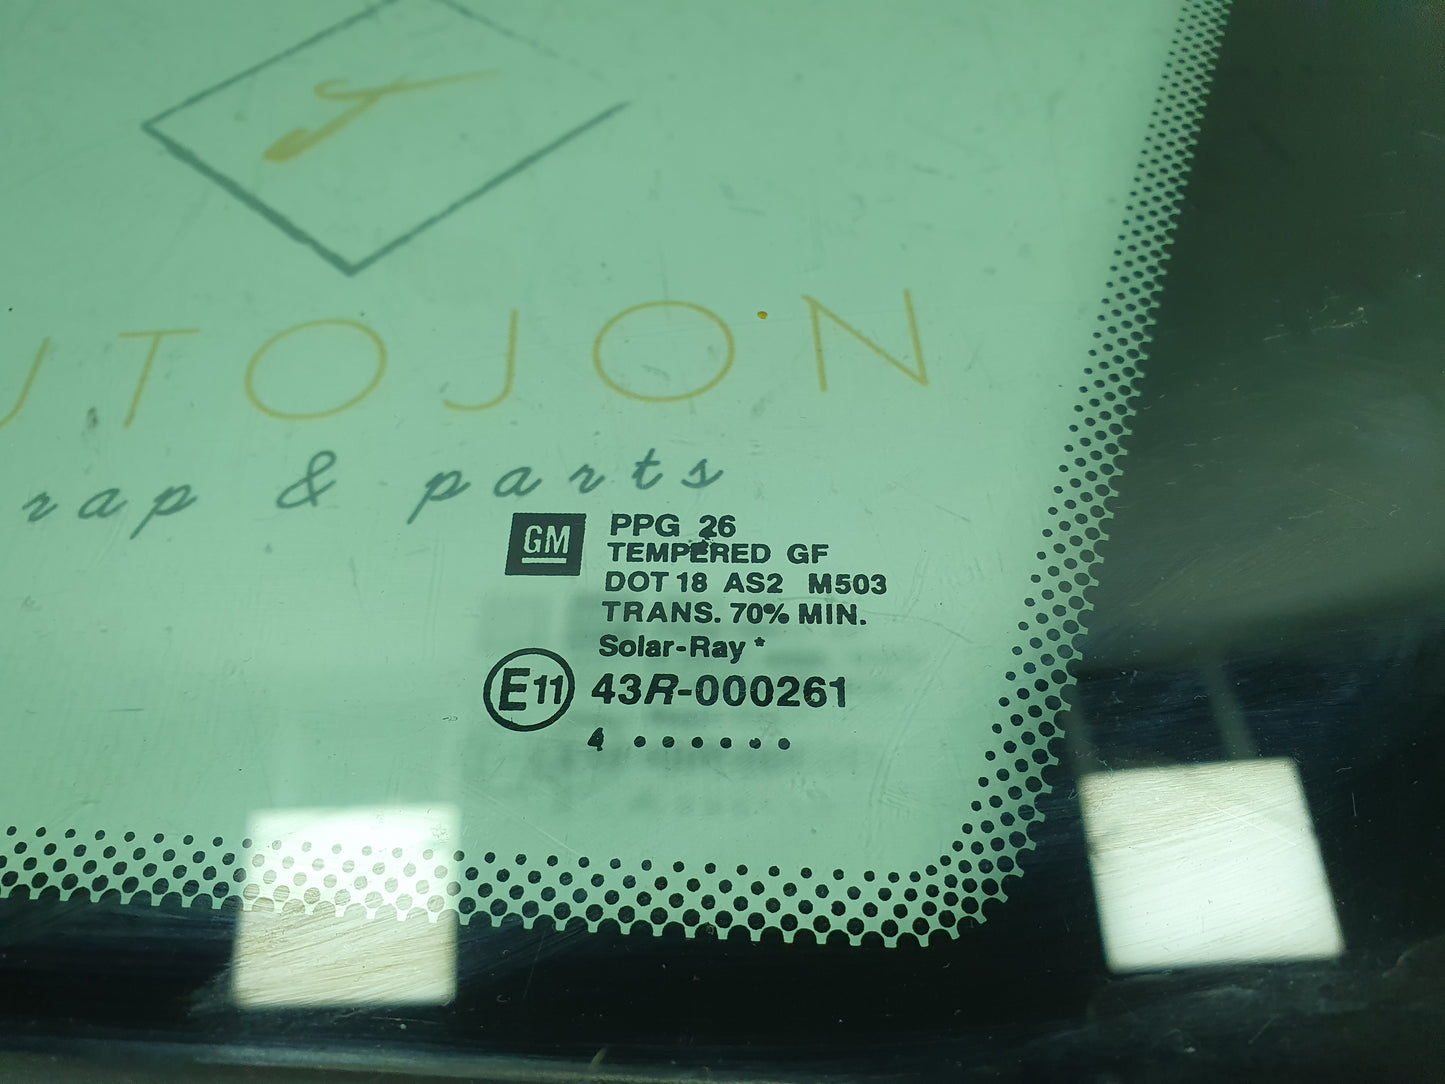 UTOJON
rap & parts
GM PPG 26
TEMPERED GF
DOT 18 AS2 M503
TRANS. 70% MIN.
Solar-Ray*
E11 43R-000261
4 • • • • • •